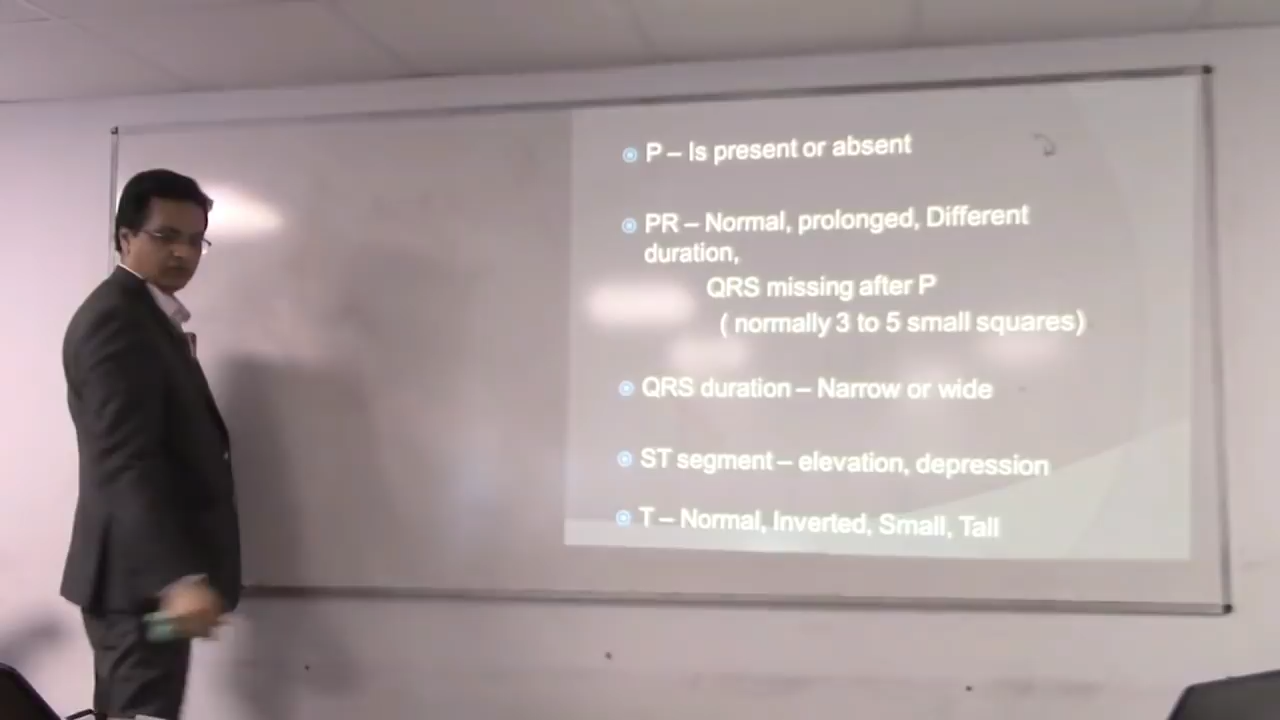 P – Is present or absent
PR – Normal, prolonged, Different
duration,
QRS missing after P
( normally 3 to 5 small squares)
QRS duration – Narrow or wide
ST segment – elevation, depression
T – Normal, Inverted, Small, Tall